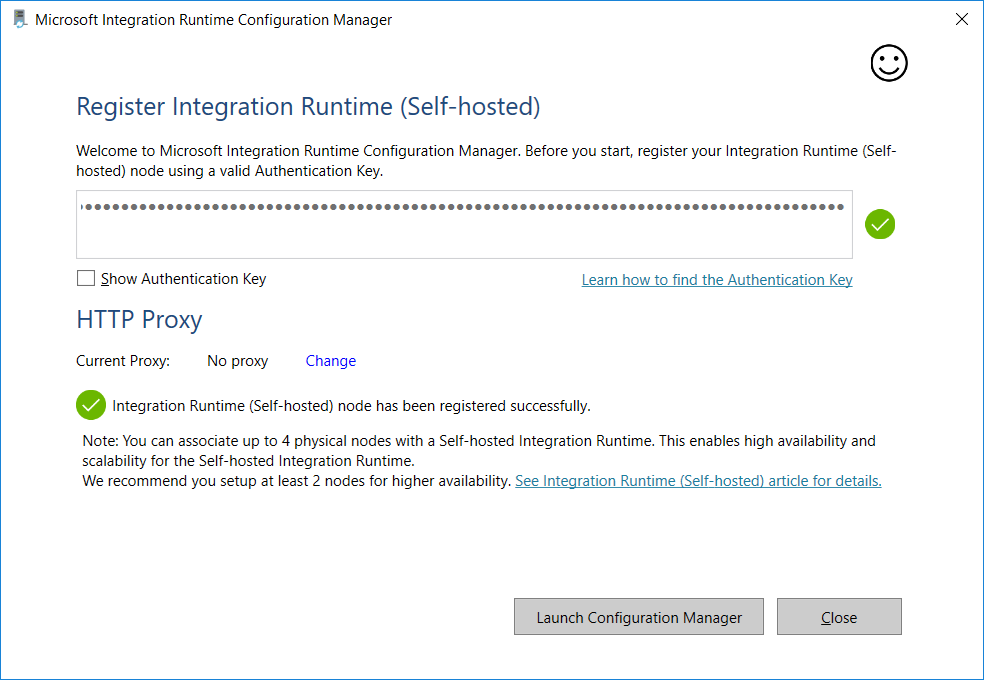 Microsoft Integration Runtime Configuration Manager
Register Integration Runtime (Self-hosted)
Welcome to Microsoft Integration Runtime Configuration Manager. Before you start, register your Integration Runtime (Self-
hosted) node using a valid Authentication Key.
Show Authentication Key
Learn how to find the Authentication Key
HTTP Proxy
Current Proxy: No proxy Change
Integration Runtime (Self-hosted) node has been registered successfully.
Note: You can associate up to 4 physical nodes with a Self-hosted Integration Runtime. This enables high availability and
scalability for the Self-hosted Integration Runtime.
We recommend you setup at least 2 nodes for higher availability. See Integration Runtime (Self-hosted) article for details.
Launch Configuration Manager
Close